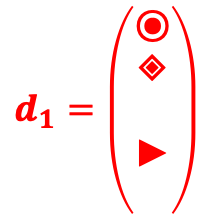 d₁ = (◉ ◈ ▶)